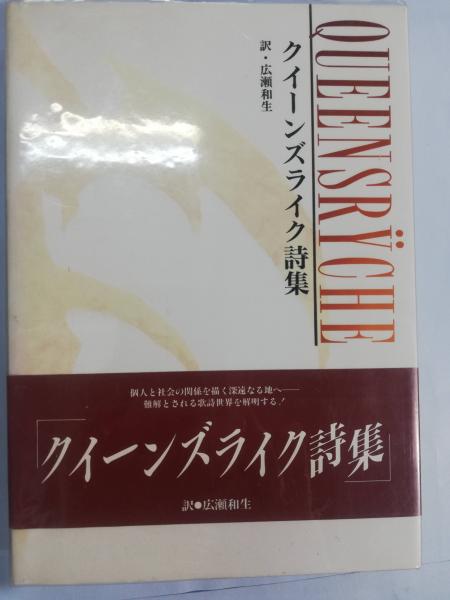 QUEENSRŸCHE
クイーンズライク詩集
訳・広瀬和生
個人と社会の関係を描く深遠なる地へ──
難解とされる歌詩世界を解明する!
「クイーンズライク詩集」
訳●広瀬和生